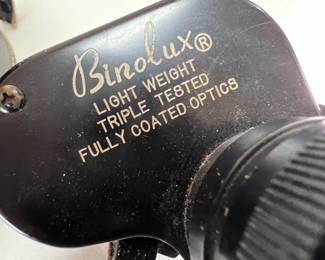 Binolux®
LIGHT WEIGHT
TRIPLE TESTED
FULLY COATED OPTICS